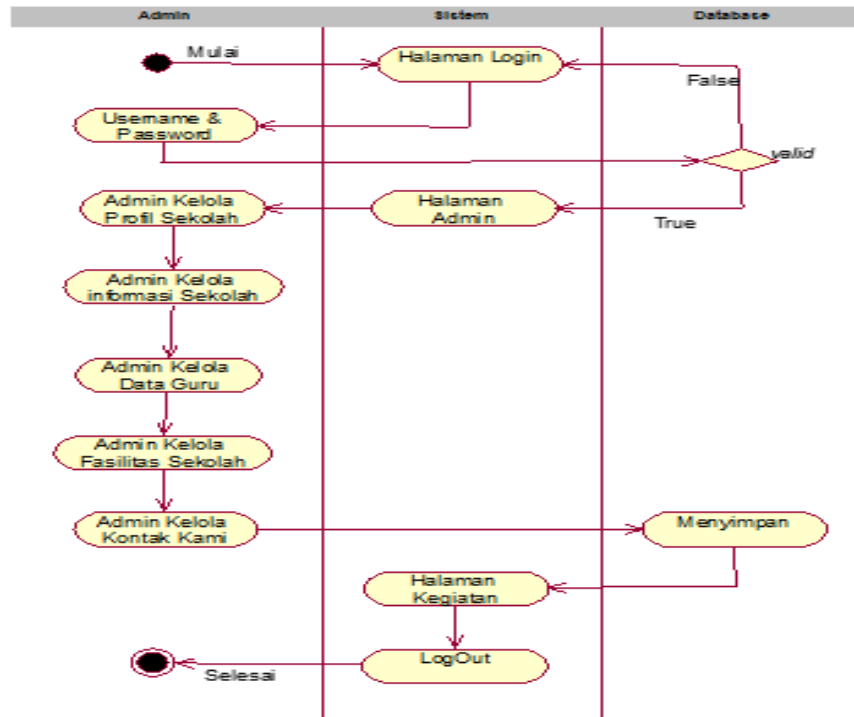 Admin
Sistem
Database
Mulai
Halaman Login
False
Username &
Password
valid
Admin Kelola
Profil Sekolah
Halaman
Admin
True
Admin Kelola
informasi Sekolah
Admin Kelola
Data Guru
Admin Kelola
Fasilitas Sekolah
Admin Kelola
Kontak Kami
Menyimpan
Halaman
Kegiatan
LogOut
Selesai